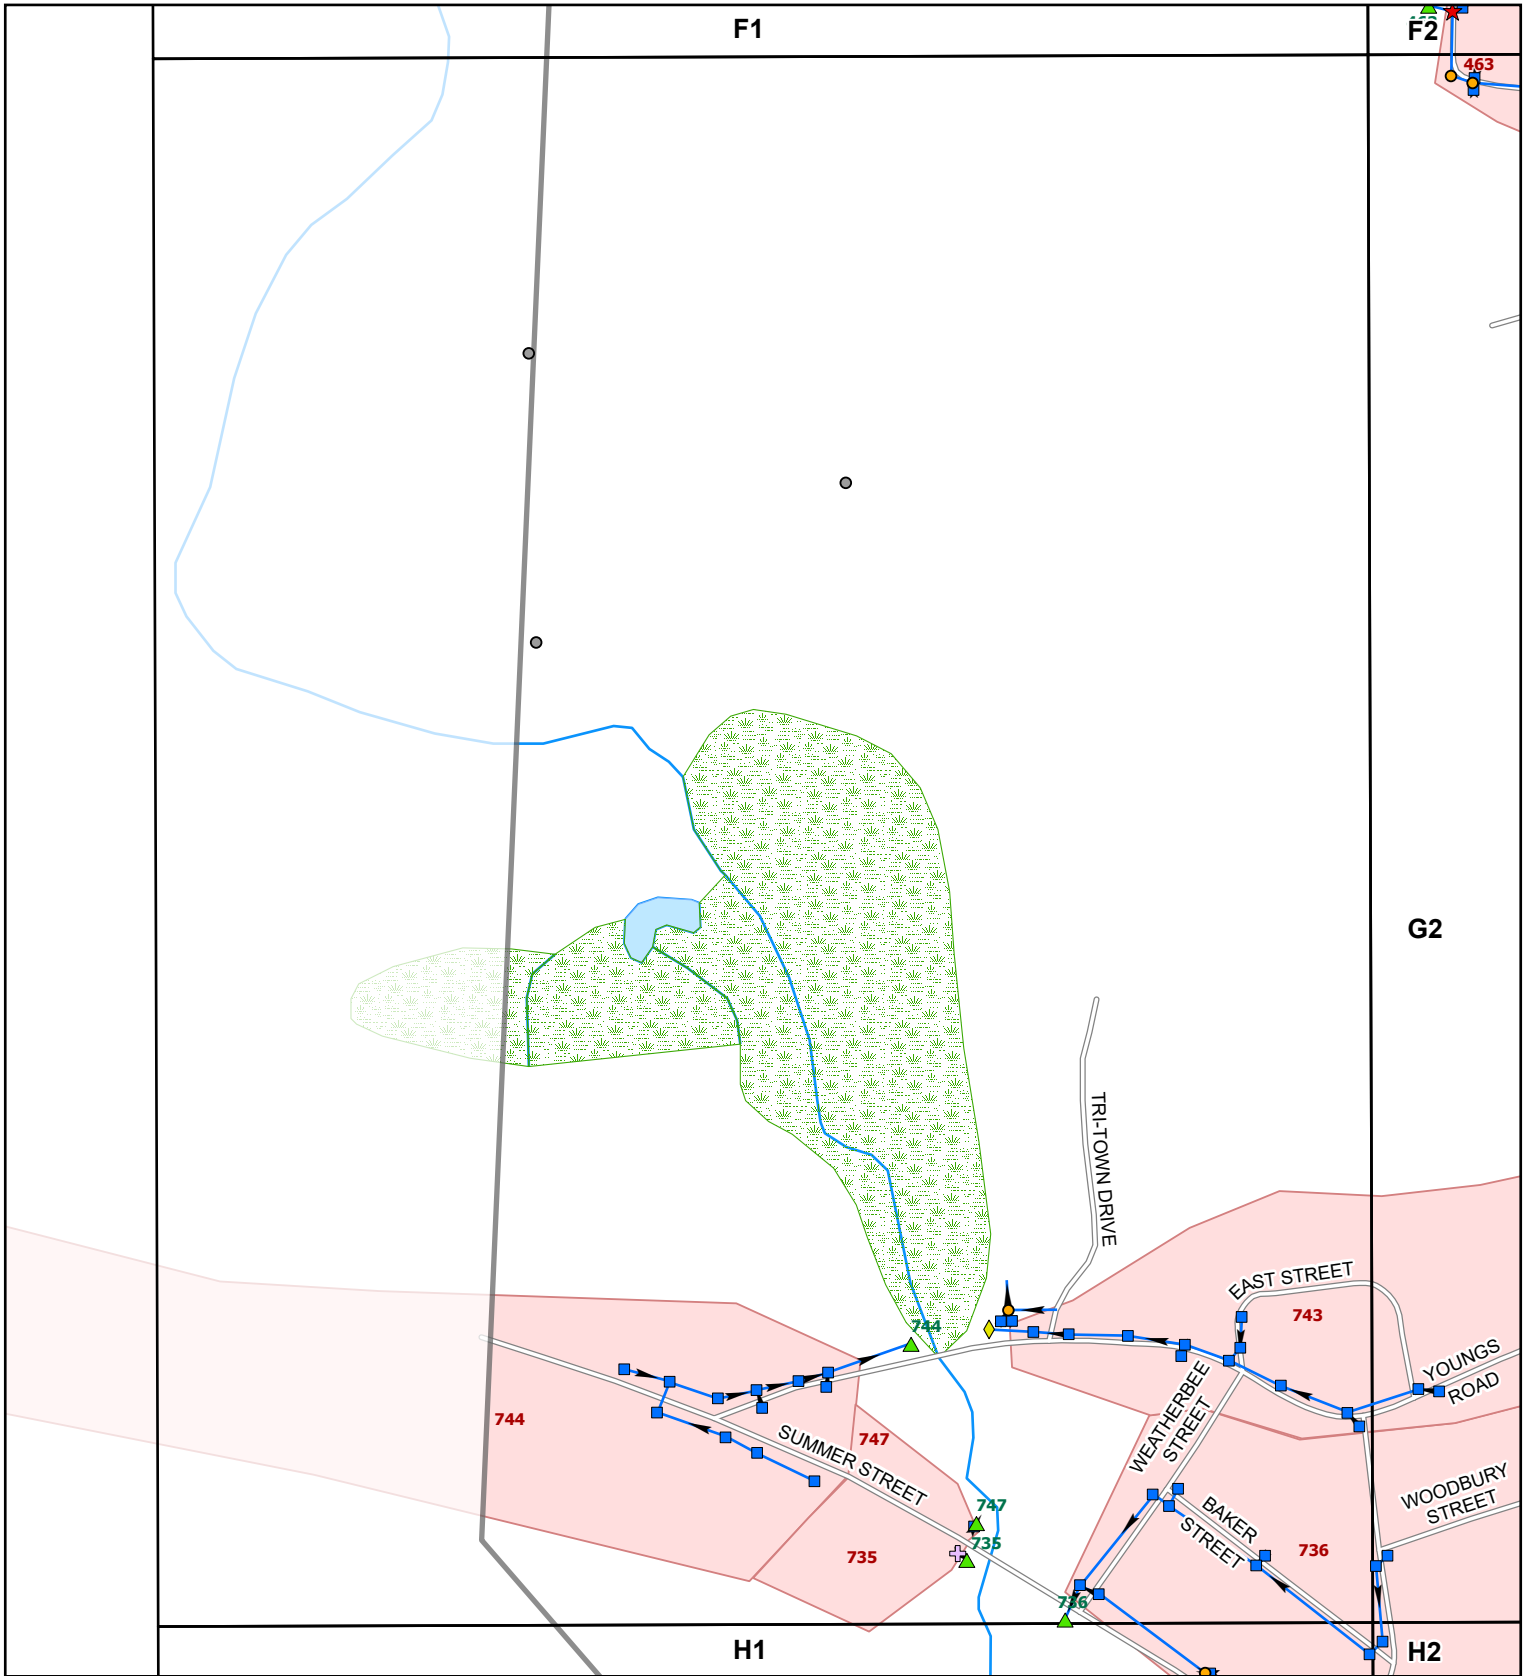 F1
F2
463
G2
TRI-TOWN DRIVE
EAST STREET
743
744
YOUNGS
ROAD
WEATHERBEE
STREET
744
747
SUMMER STREET
WOODBURY
STREET
747
BAKER
STREET
735
735
736
736
H1
H2